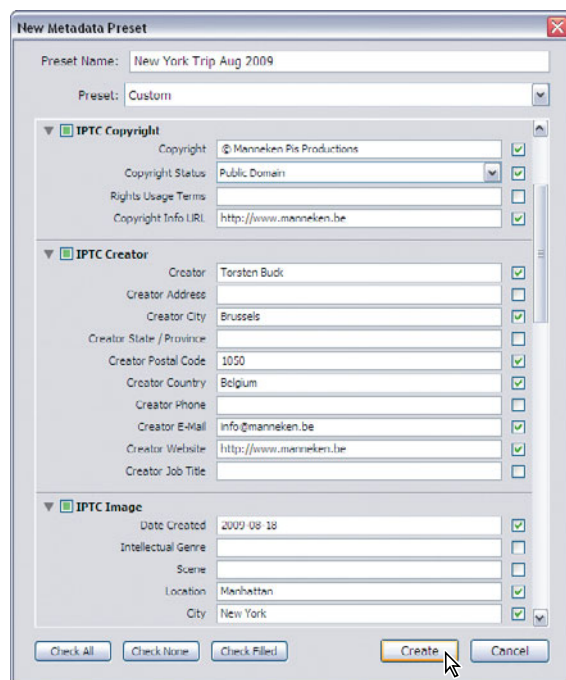 New Metadata Preset
Preset Name: New York Trip Aug 2009
Preset: Custom
IPTC Copyright
Copyright © Manneken Pis Productions
Copyright Status Public Domain
Rights Usage Terms
Copyright Info URL http://www.manneken.be
IPTC Creator
Creator Torsten Buck
Creator Address
Creator City Brussels
Creator State / Province
Creator Postal Code 1050
Creator Country Belgium
Creator Phone
Creator E-Mail info@manneken.be
Creator Website http://www.manneken.be
Creator Job Title
IPTC Image
Date Created 2009-08-18
Intellectual Genre
Scene
Location Manhattan
City New York
Check All Check None Check Filled Create Cancel